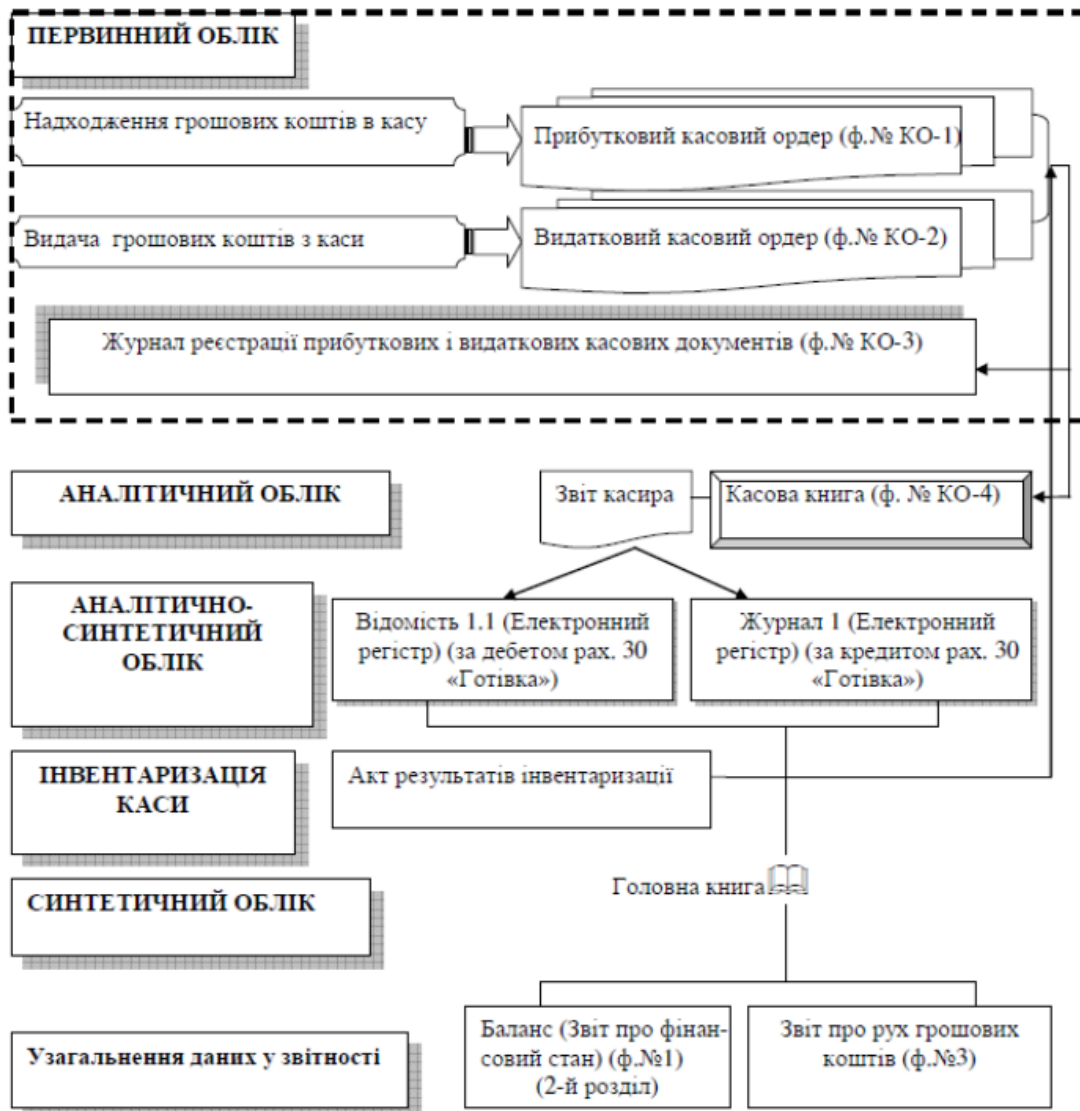 ПЕРВИННИЙ ОБЛІК
Надходження грошових коштів в касу
Прибутковий касовий ордер (ф.№ КО-1)
Видача грошових коштів з каси
Видатковий касовий ордер (ф.№ КО-2)
Журнал реєстрації прибуткових і видаткових касових документів (ф.№ КО-3)
АНАЛІТИЧНИЙ ОБЛІК
Звіт касира
Касова книга (ф. № КО-4)
АНАЛІТИЧНО-
СИНТЕТИЧНИЙ
ОБЛІК
Відомість 1.1 (Електронний
регістр) (за дебетом рах. 30
«Готівка»)
Журнал 1 (Електронний
регістр) (за кредитом рах. 30
«Готівка»)
ІНВЕНТАРИЗАЦІЯ
КАСИ
Акт результатів інвентаризації
Головна книга
СИНТЕТИЧНИЙ ОБЛІК
Узагальнення даних у звітності
Баланс (Звіт про фінан-
совий стан) (ф.№1)
(2-й розділ)
Звіт про рух грошових
коштів (ф.№3)